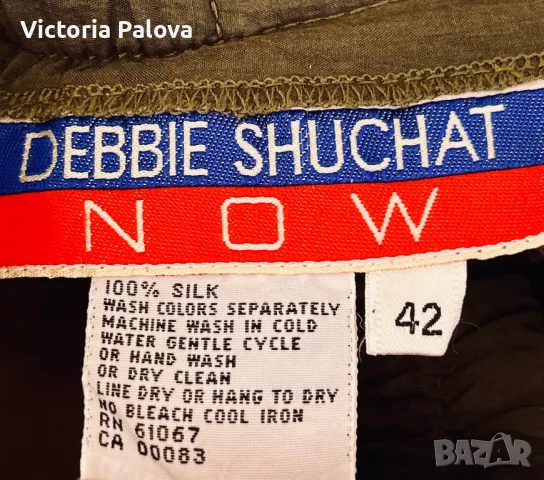 Victoria Palova
DEBBIE SHUCHAT
NOW
100% SILK
WASH COLORS SEPARATELY
MACHINE WASH IN COLD
WATER GENTLE CYCLE
OR HAND WASH
OR DRY CLEAN
LINE DRY OR HANG TO DRY
NO BLEACH COOL IRON
RN 61067
CA 00083
42
BAZAR